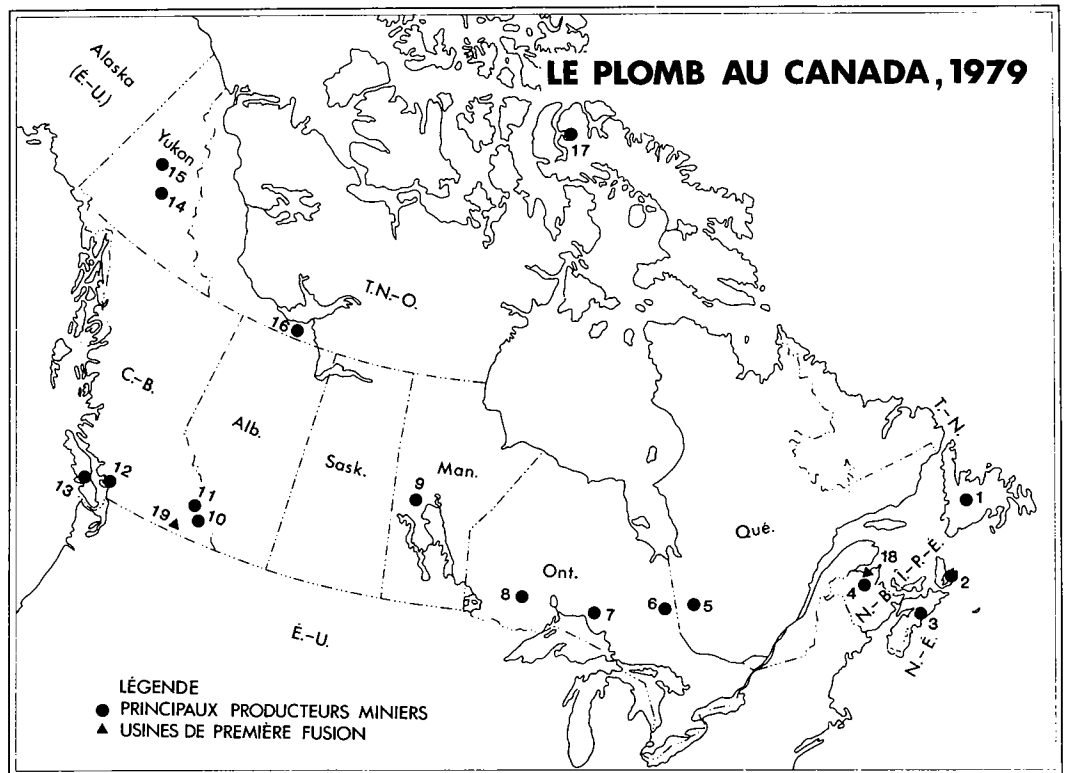 LE PLOMB AU CANADA, 1979
Alaska
(É.-U.)
Yukon
15
14
17
T.N.-O.
16
C.-B.
Alb.
Sask.
Man.
9
13
12
11
10
19
Qué.
T.-N.
1
Ont.
8
7
6
5
18
4
Î.-P.-É.
N.-B.
2
3
N.-É.
É.-U.
LÉGENDE
● PRINCIPAUX PRODUCTEURS MINIERS
▲ USINES DE PREMIÈRE FUSION